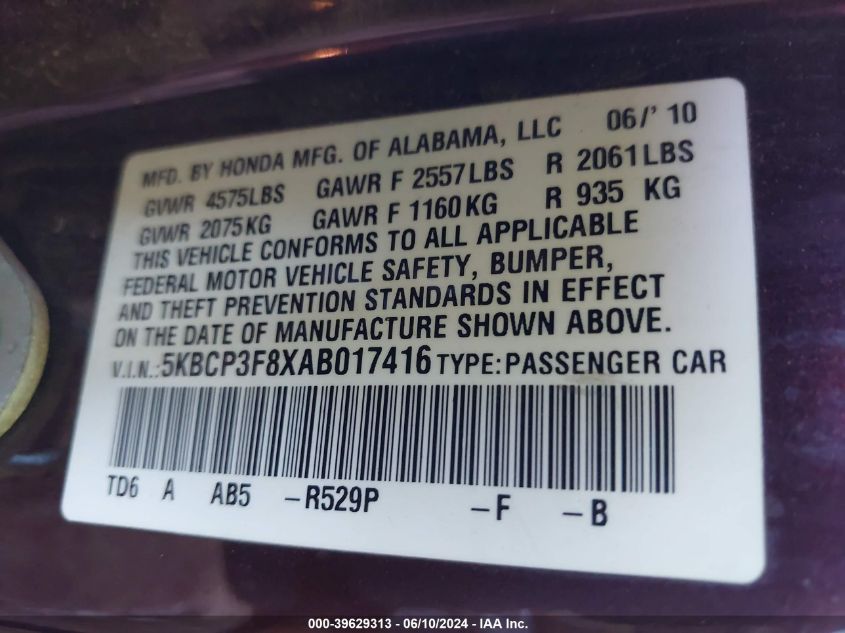 MFD. BY HONDA MFG. OF ALABAMA, LLC 06/'10
GVWR 4575LBS GAWR F 2557LBS R 2061LBS
GVWR 2075KG GAWR F 1160KG R 935 KG
THIS VEHICLE CONFORMS TO ALL APPLICABLE
FEDERAL MOTOR VEHICLE SAFETY, BUMPER,
AND THEFT PREVENTION STANDARDS IN EFFECT
ON THE DATE OF MANUFACTURE SHOWN ABOVE.
V.I.N.:5KBCP3F8XAB017416 TYPE:PASSENGER CAR
TD6 A AB5 -R529P -F -B
000-39629313 - 06/10/2024 - IAA Inc.